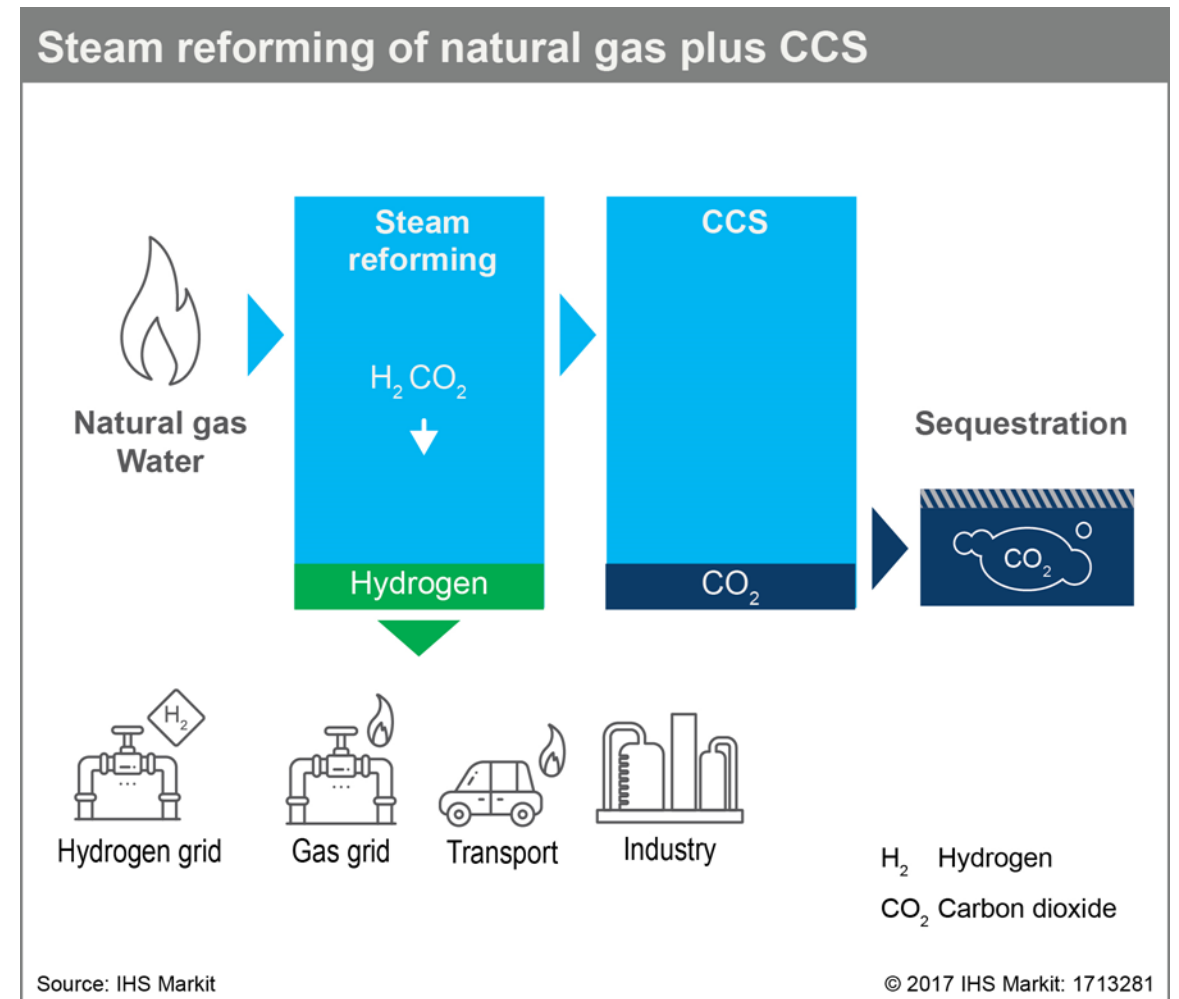 Steam reforming of natural gas plus CCS
Steam
reforming
CCS
H₂ CO₂
Natural gas
Water
Sequestration
Hydrogen
CO₂
CO₂
H₂
Hydrogen grid
Gas grid
Transport
Industry
H₂ Hydrogen
CO₂ Carbon dioxide
Source: IHS Markit
© 2017 IHS Markit: 1713281